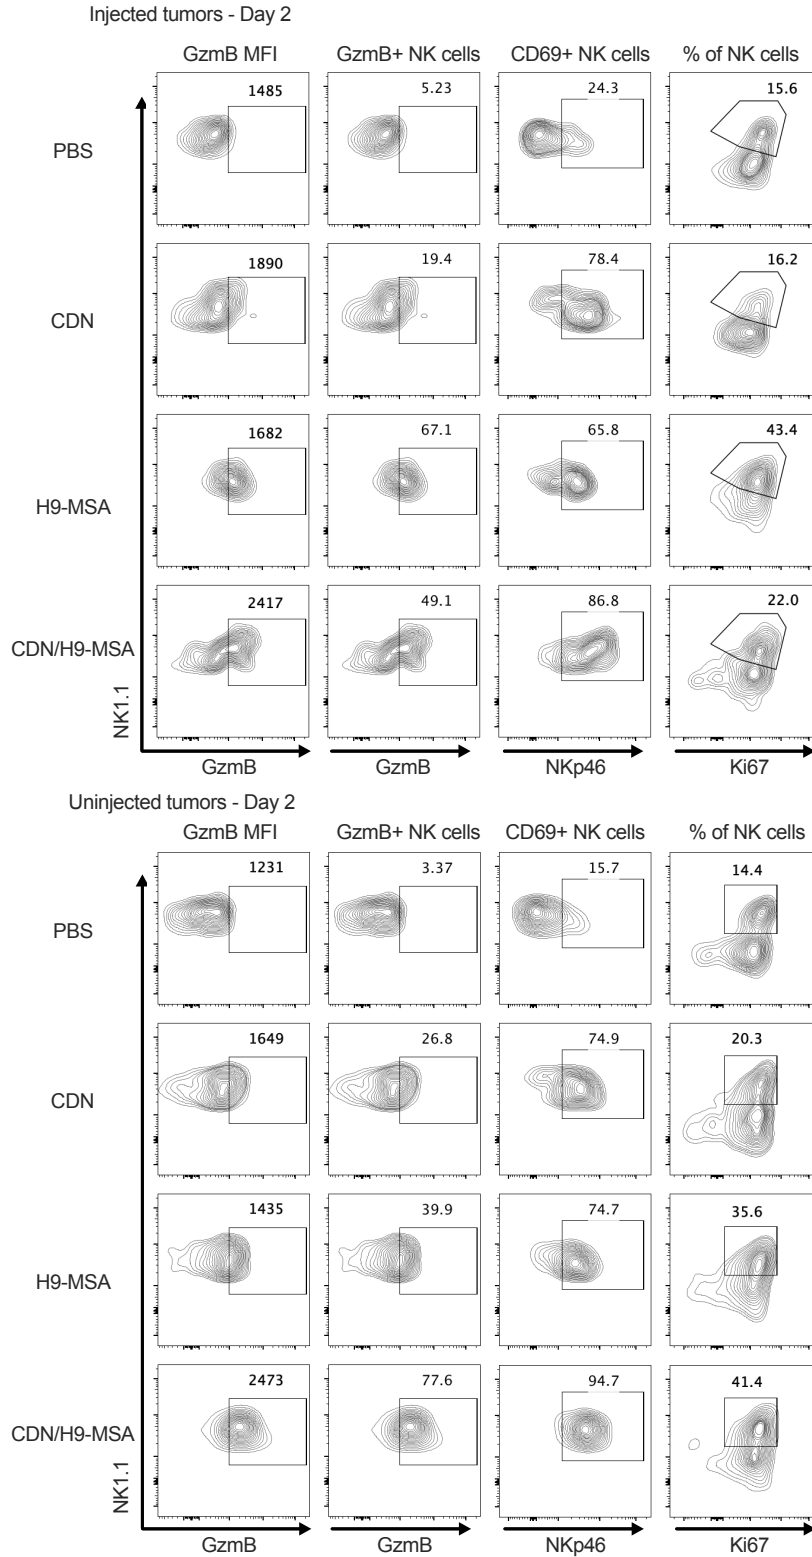 Injected tumors - Day 2
GzmB MFI GzmB+ NK cells CD69+ NK cells % of NK cells
PBS 1485 5.23 24.3 15.6
CDN 1890 19.4 78.4 16.2
H9-MSA 1682 67.1 65.8 43.4
CDN/H9-MSA 2417 49.1 86.8 22.0
NK1.1
GzmB GzmB NKp46 Ki67
Uninjected tumors - Day 2
GzmB MFI GzmB+ NK cells CD69+ NK cells % of NK cells
PBS 1231 3.37 15.7 14.4
CDN 1649 26.8 74.9 20.3
H9-MSA 1435 39.9 74.7 35.6
CDN/H9-MSA 2473 77.6 94.7 41.4
NK1.1
GzmB GzmB NKp46 Ki67